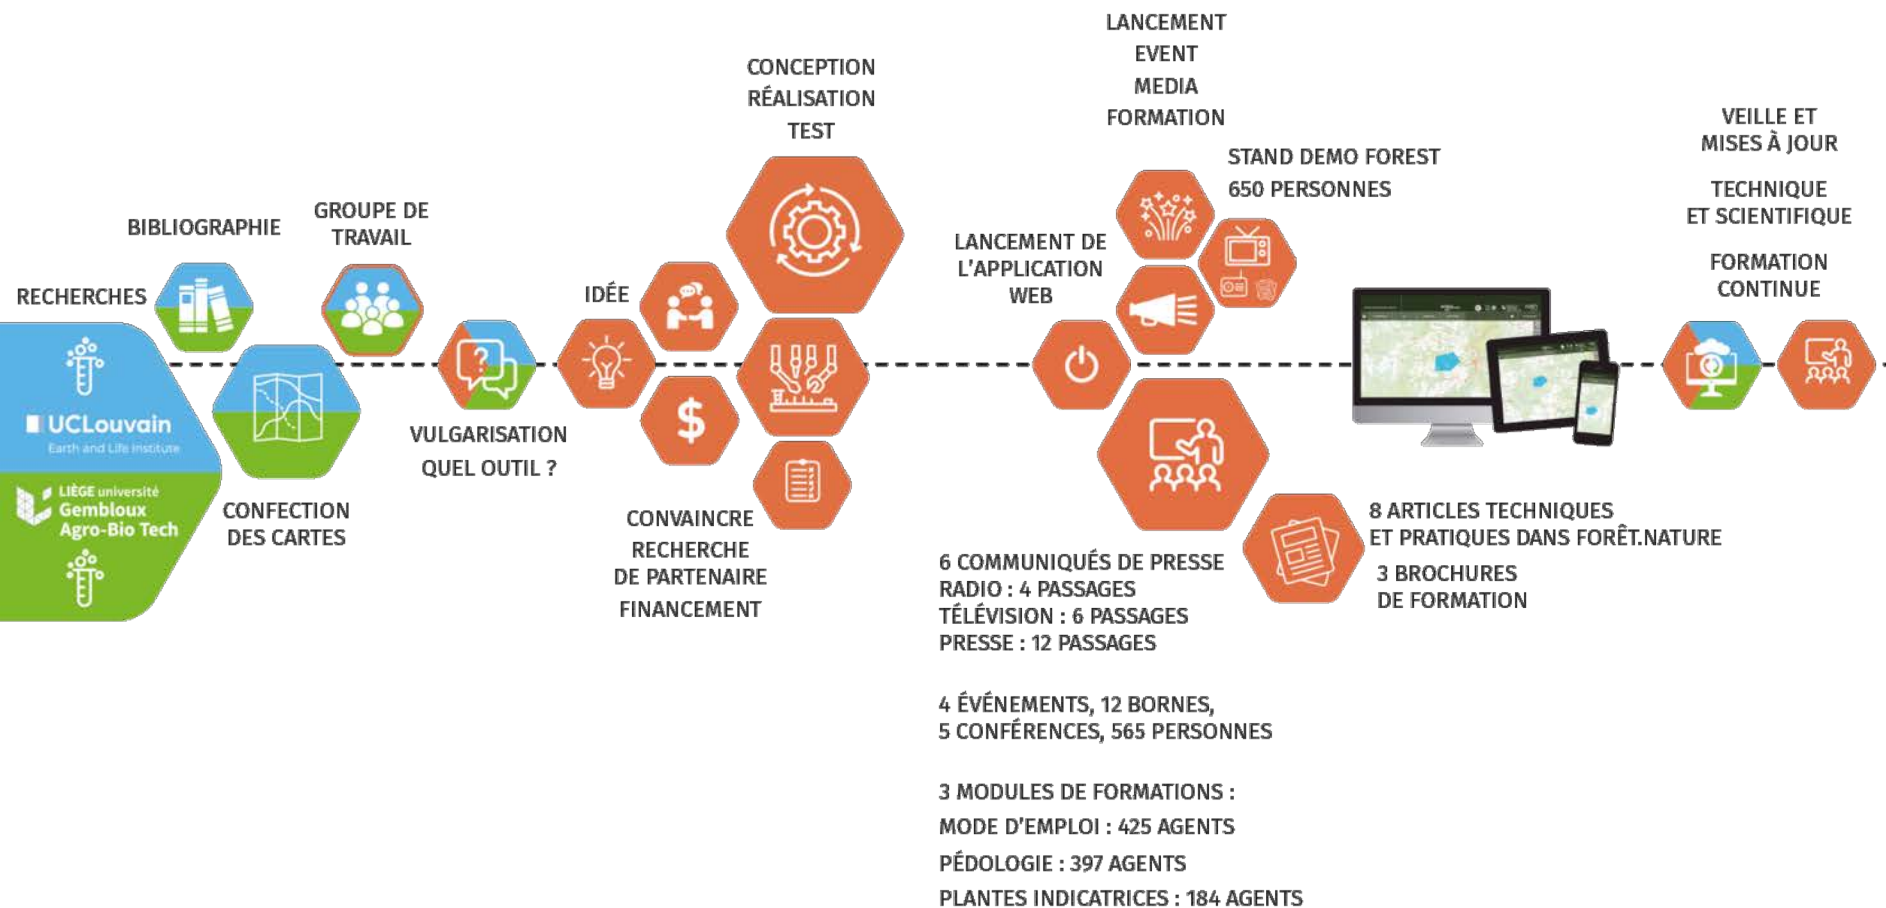 RECHERCHES
UCLouvain
Earth and Life Institute
LIÈGE université
Gembloux
Agro-Bio Tech
BIBLIOGRAPHIE
CONFECTION
DES CARTES
GROUPE DE
TRAVAIL
?
VULGARISATION
QUEL OUTIL ?
IDÉE
$
CONVAINCRE
RECHERCHE
DE PARTENAIRE
FINANCEMENT
CONCEPTION
RÉALISATION
TEST
LANCEMENT DE
L'APPLICATION
WEB
LANCEMENT
EVENT
MEDIA
FORMATION
STAND DEMO FOREST
650 PERSONNES
8 ARTICLES TECHNIQUES
ET PRATIQUES DANS FORÊT.NATURE
3 BROCHURES
DE FORMATION
6 COMMUNIQUÉS DE PRESSE
RADIO : 4 PASSAGES
TÉLÉVISION : 6 PASSAGES
PRESSE : 12 PASSAGES
4 ÉVÉNEMENTS, 12 BORNES,
5 CONFÉRENCES, 565 PERSONNES
3 MODULES DE FORMATIONS :
MODE D'EMPLOI : 425 AGENTS
PÉDOLOGIE : 397 AGENTS
PLANTES INDICATRICES : 184 AGENTS
VEILLE ET
MISES À JOUR
TECHNIQUE
ET SCIENTIFIQUE
FORMATION
CONTINUE